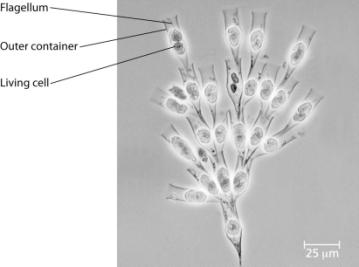 Flagellum
Outer container
Living cell
25 μm